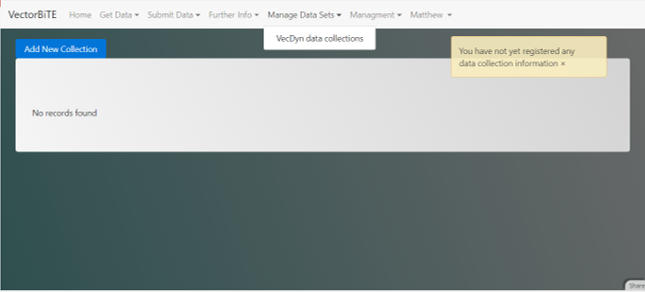 VectorBiTE Home Get Data Submit Data Further Info Manage Data Sets Managment Matthew
VecDyn data collections
Add New Collection
You have not yet registered any
data collection information ×
No records found
Share